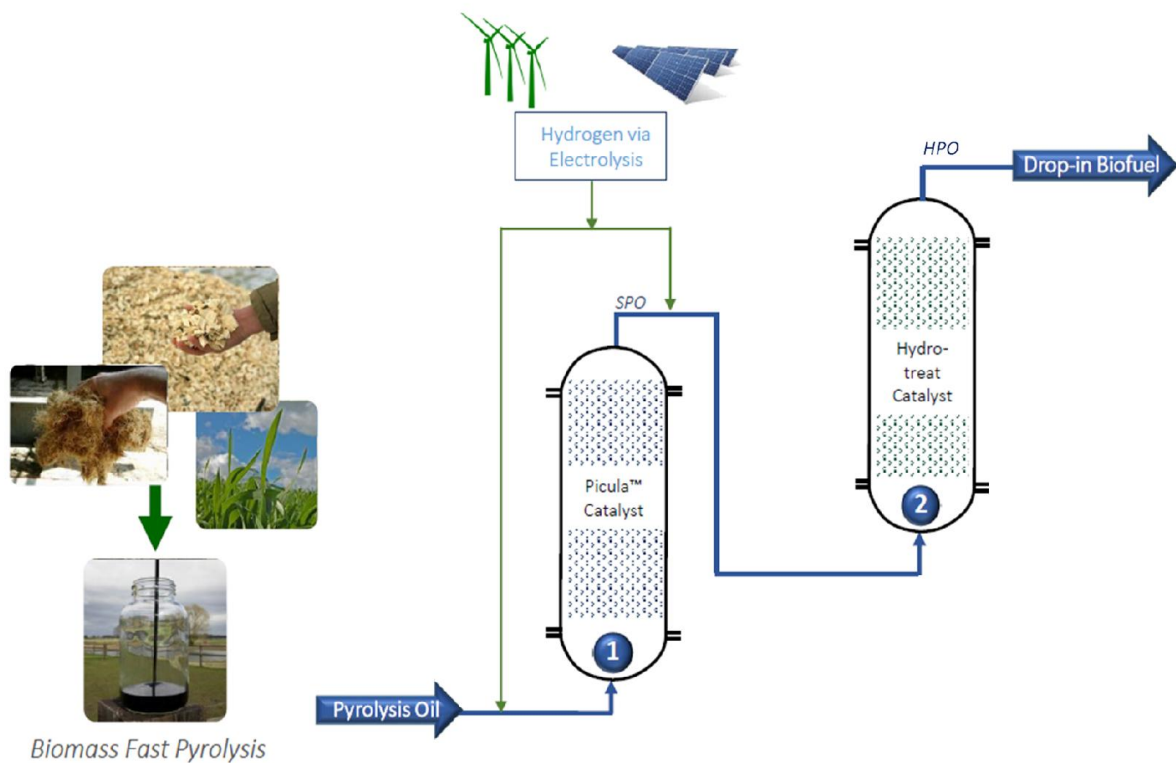 Hydrogen via
Electrolysis
HPO
Drop-in Biofuel
SPO
Hydro-
treat
Catalyst
Picula™
Catalyst
2
1
Pyrolysis Oil
Biomass Fast Pyrolysis